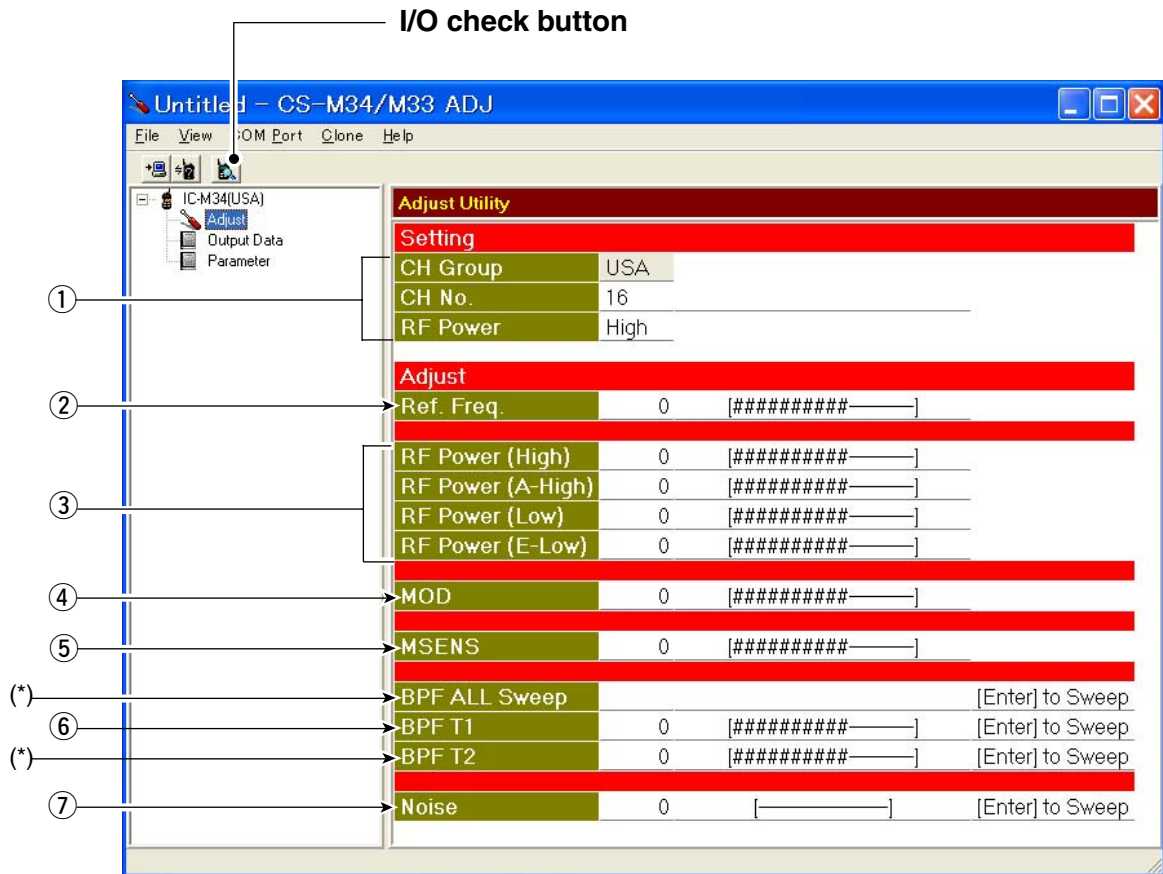 I/O check button
Untitled - CS-M34/M33 ADJ
File View COM Port Clone Help
IC-M34(USA)
Adjust
Output Data
Parameter
Adjust Utility
Setting
① CH Group USA
CH No. 16
RF Power High
Adjust
② Ref. Freq. 0 [##########------]
③ RF Power (High) 0 [##########------]
RF Power (A-High) 0 [##########------]
RF Power (Low) 0 [##########------]
RF Power (E-Low) 0 [##########------]
④ MOD 0 [##########------]
⑤ MSENS 0 [##########------]
(*) BPF ALL Sweep [Enter] to Sweep
⑥ BPF T1 0 [##########------] [Enter] to Sweep
(*) BPF T2 0 [##########------] [Enter] to Sweep
⑦ Noise 0 [------------] [Enter] to Sweep